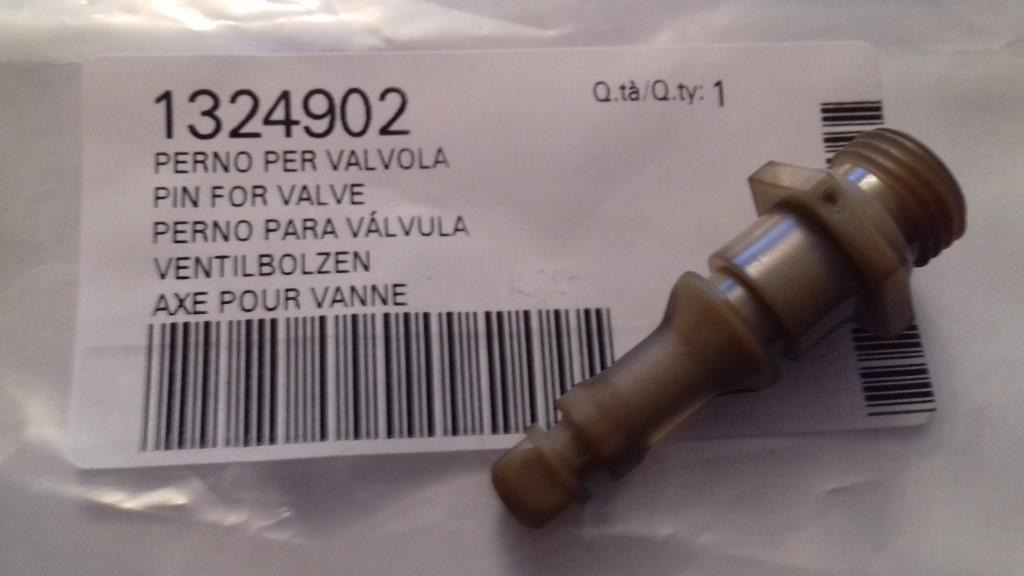 1324902
Q.tà/Q.ty: 1
PERNO PER VALVOLA
PIN FOR VALVE
PERNO PARA VÁLVULA
VENTILBOLZEN
AXE POUR VANNE